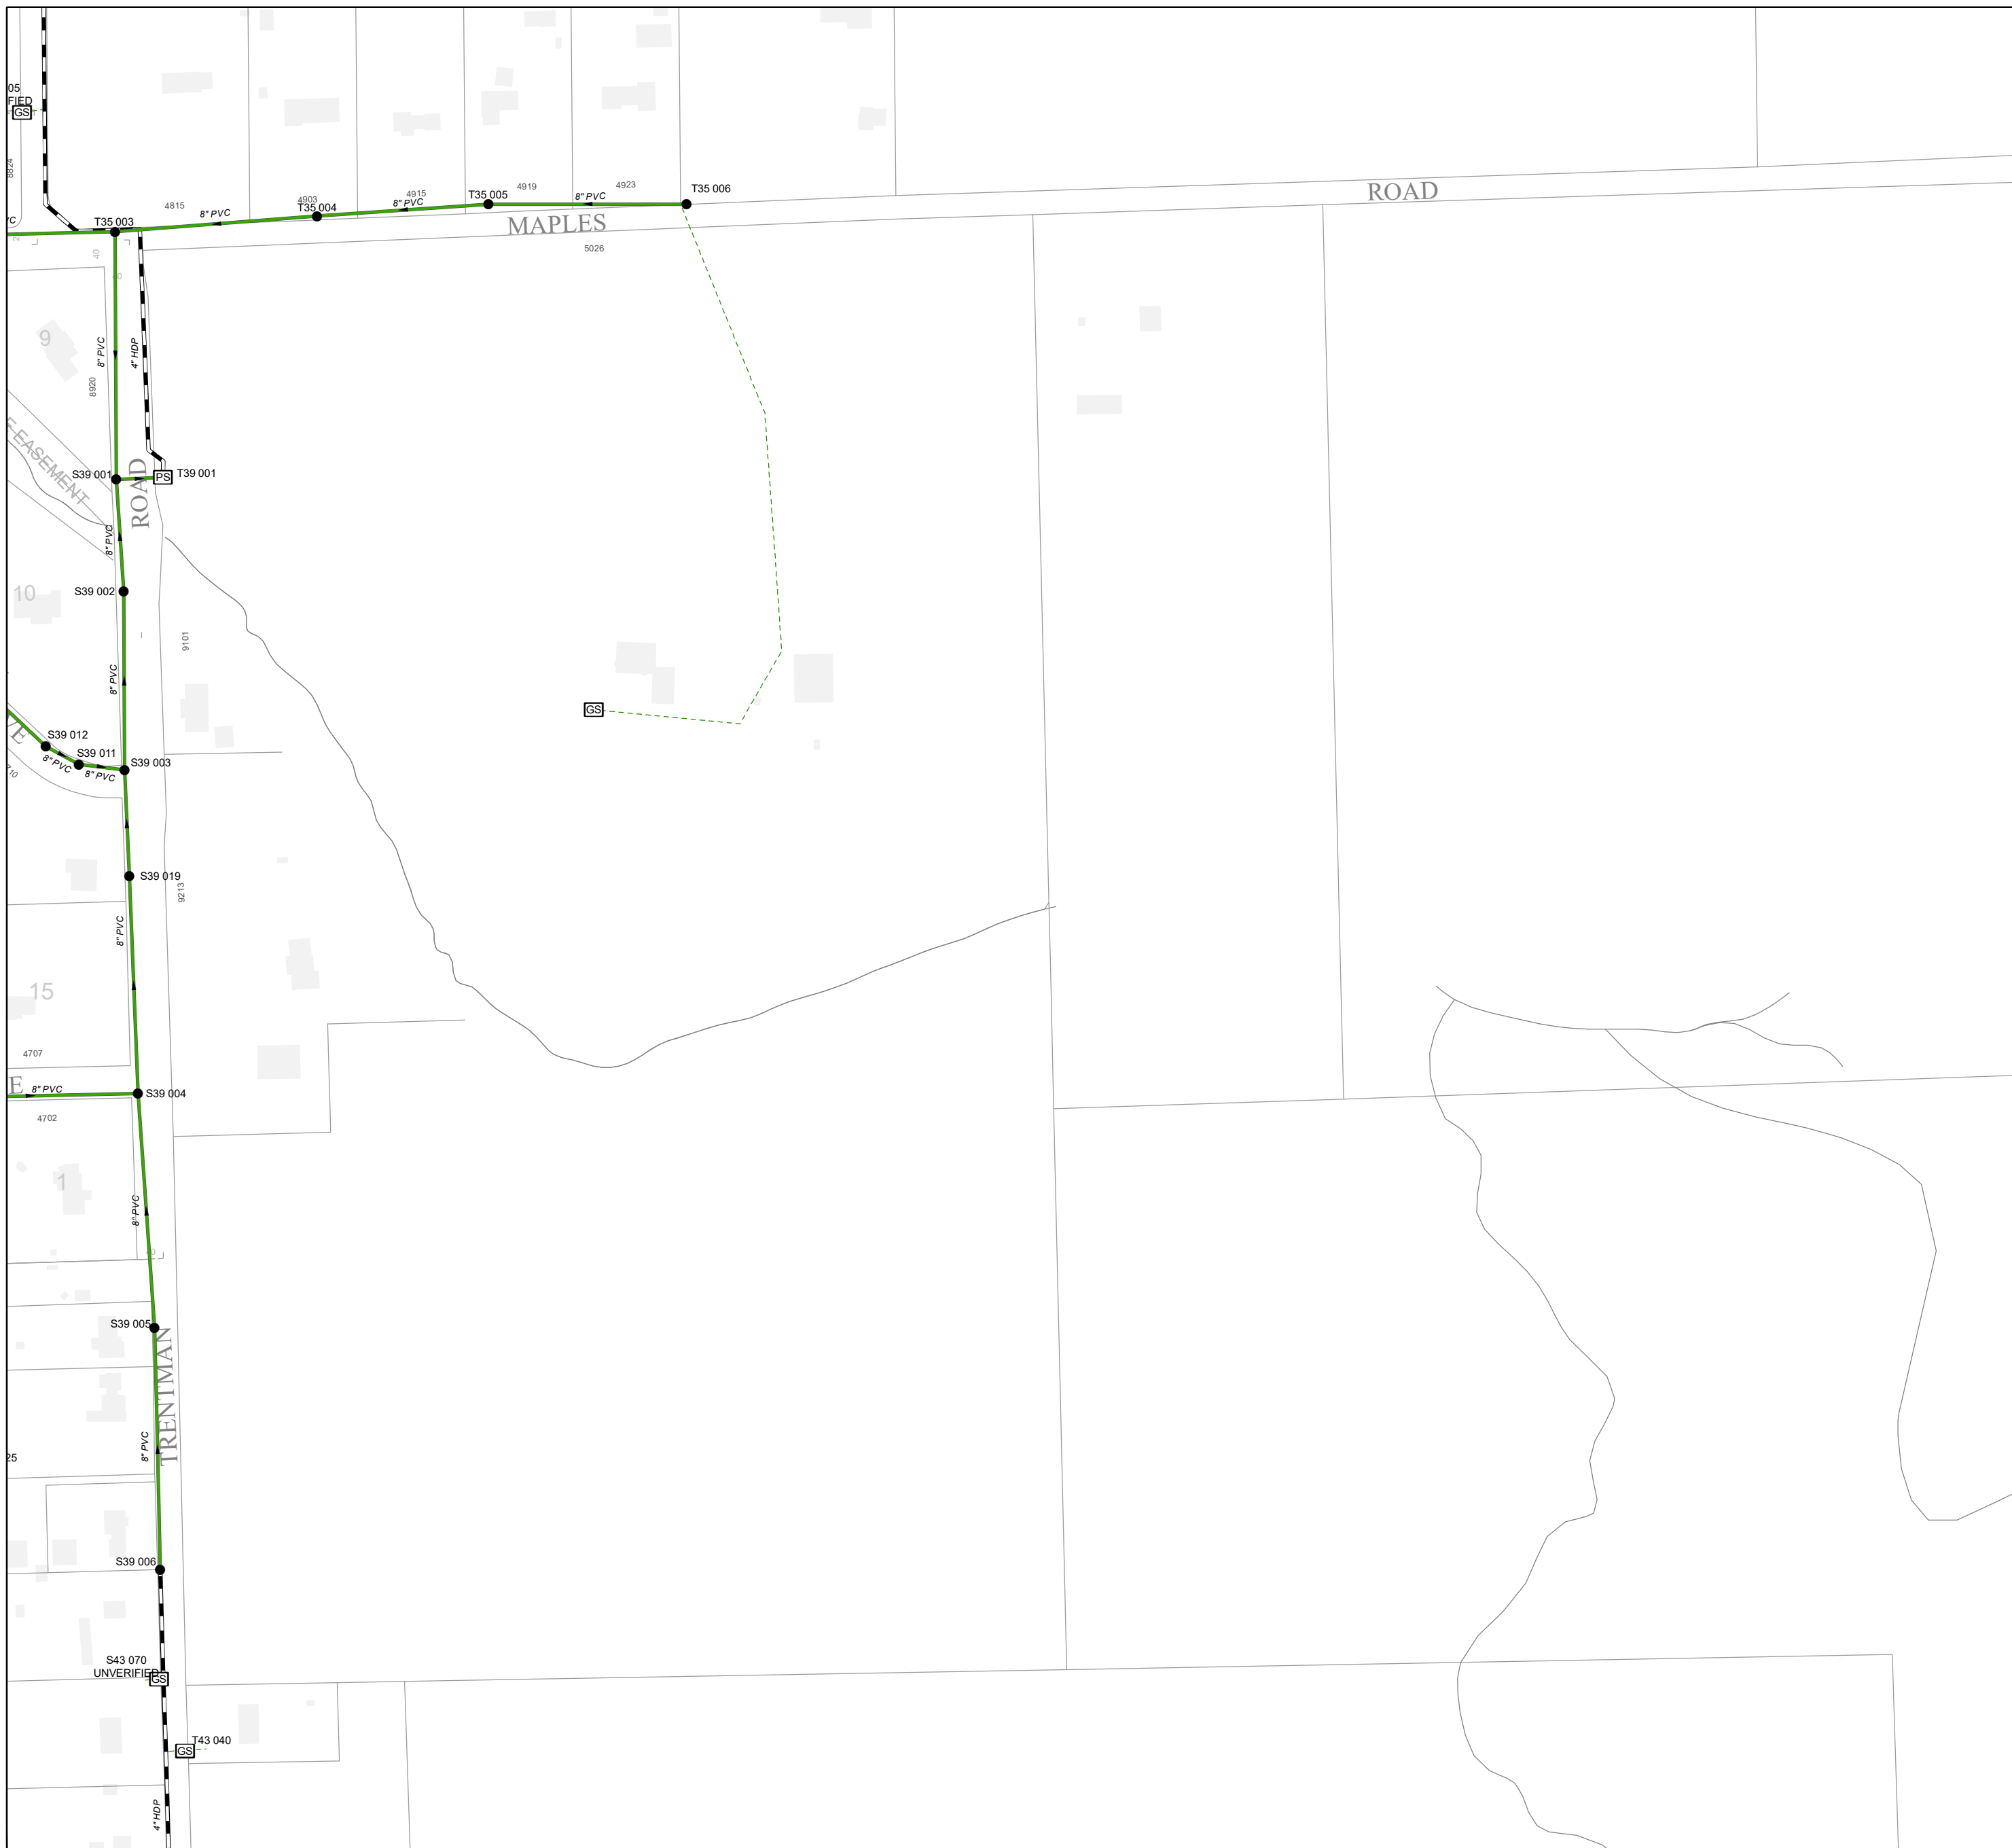 05
FIED
GS
8824
4815
8" PVC
4903
T35 004
8" PVC
4915
T35 005
4919
8" PVC
4923
T35 006
ROAD
T35 003
MAPLES
5026
40
40
9
8" PVC
4" HDP
8920
EASEMENT
S39 001
ROAD
PS
T39 001
8" PVC
10
S39 002
9101
8" PVC
GS
E
S39 012
S39 011
8" PVC
8" PVC
S39 003
S39 019
9213
8" PVC
15
4707
E
8" PVC
S39 004
4702
1
8" PVC
40
S39 005
TRENTMAN
8" PVC
25
S39 006
S43 070
UNVERIFIED
GS
T43 040
GS
4" HDP